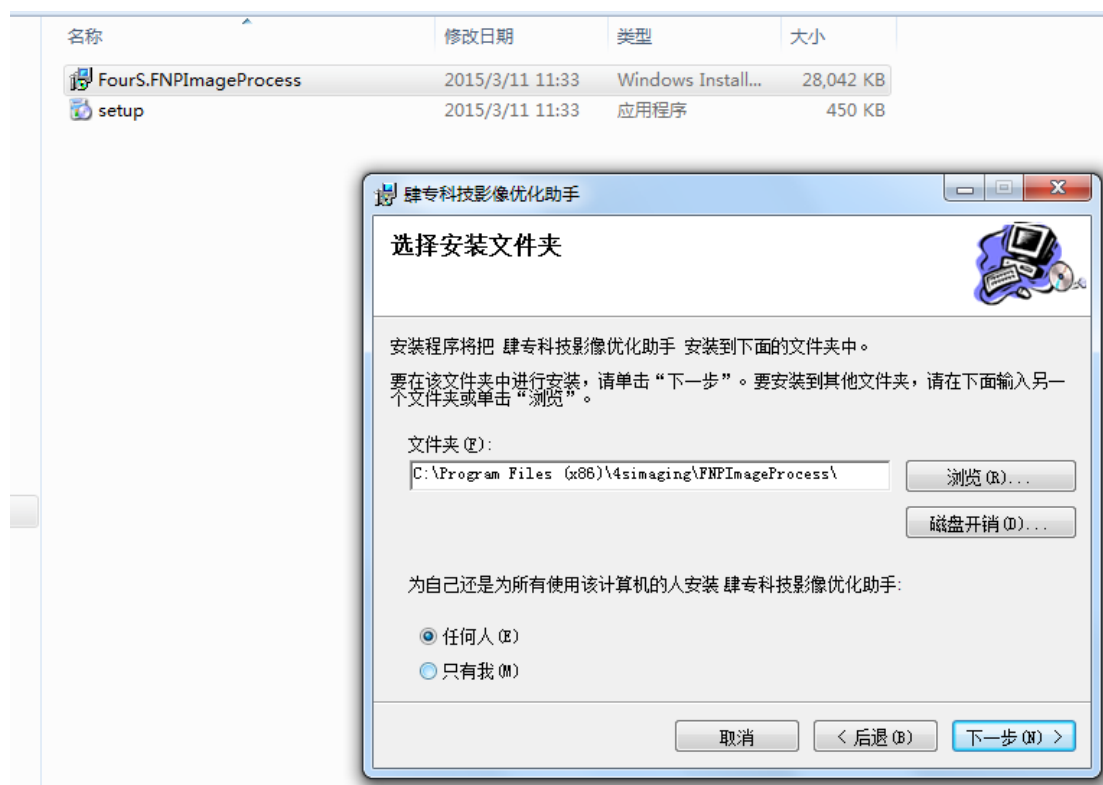 名称 修改日期 类型 大小
FourS.FNPImageProcess 2015/3/11 11:33 Windows Install... 28,042 KB
setup 2015/3/11 11:33 应用程序 450 KB
肆专科技影像优化助手
选择安装文件夹
安装程序将把 肆专科技影像优化助手 安装到下面的文件夹中。
要在该文件夹中进行安装，请单击“下一步”。要安装到其他文件夹，请在下面输入另一
个文件夹或单击“浏览”。
文件夹(F):
C:\Program Files (x86)\4simaging\FNPImageProcess\
浏览(R)...
磁盘开销(D)...
为自己还是为所有使用该计算机的人安装 肆专科技影像优化助手:
任何人(E)
只有我(M)
取消 < 后退(B) 下一步(N) >